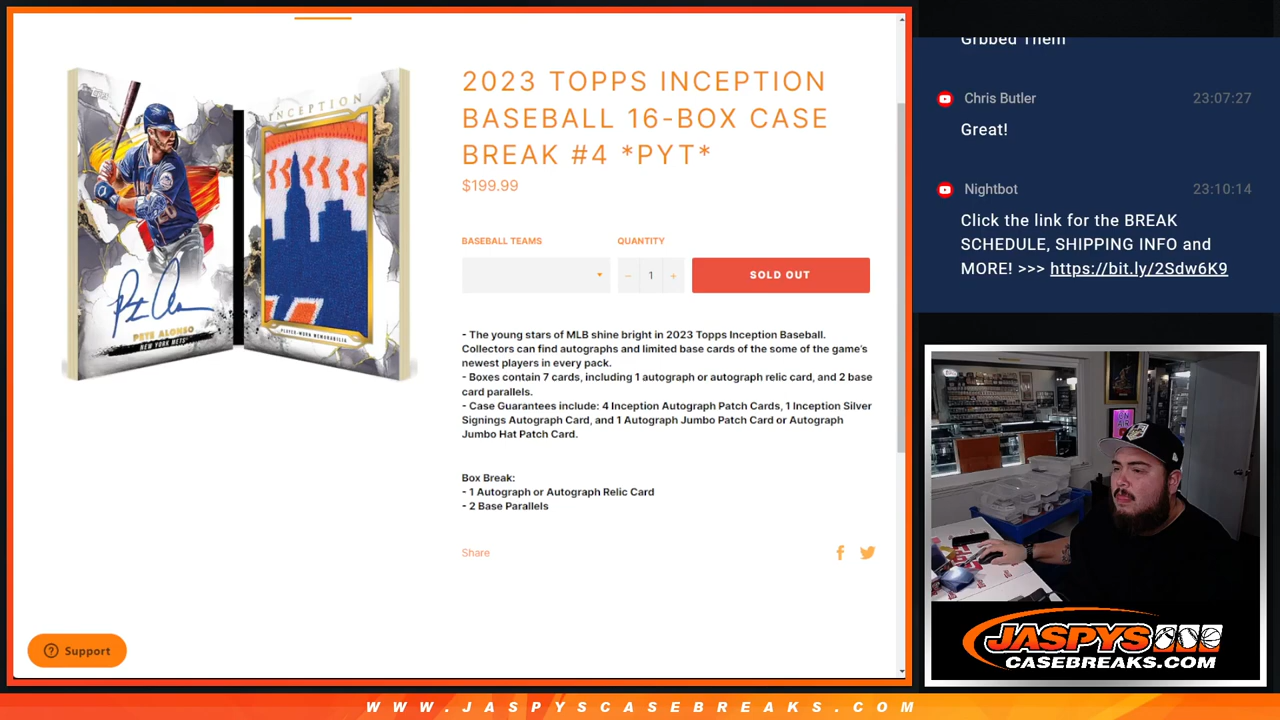 topps
INCEPTION
PETE ALONSO
NEW YORK METS
PLAYER-WORN MEMORABILIA
2023 TOPPS INCEPTION
BASEBALL 16-BOX CASE
BREAK #4 *PYT*
$199.99
BASEBALL TEAMS
QUANTITY
− 1 +
SOLD OUT
- The young stars of MLB shine bright in 2023 Topps Inception Baseball.
Collectors can find autographs and limited base cards of the some of the game's
newest players in every pack.
- Boxes contain 7 cards, including 1 autograph or autograph relic card, and 2 base
card parallels.
- Case Guarantees include: 4 Inception Autograph Patch Cards, 1 Inception Silver
Signings Autograph Card, and 1 Autograph Jumbo Patch Card or Autograph
Jumbo Hat Patch Card.
Box Break:
- 1 Autograph or Autograph Relic Card
- 2 Base Parallels
Share
Support
Grbbed Them
Chris Butler 23:07:27
Great!
Nightbot 23:10:14
Click the link for the BREAK
SCHEDULE, SHIPPING INFO and
MORE! >>> https://bit.ly/2Sdw6K9
JASPYS
CASEBREAKS.COM
WWW.JASPYSCASEBREAKS.COM